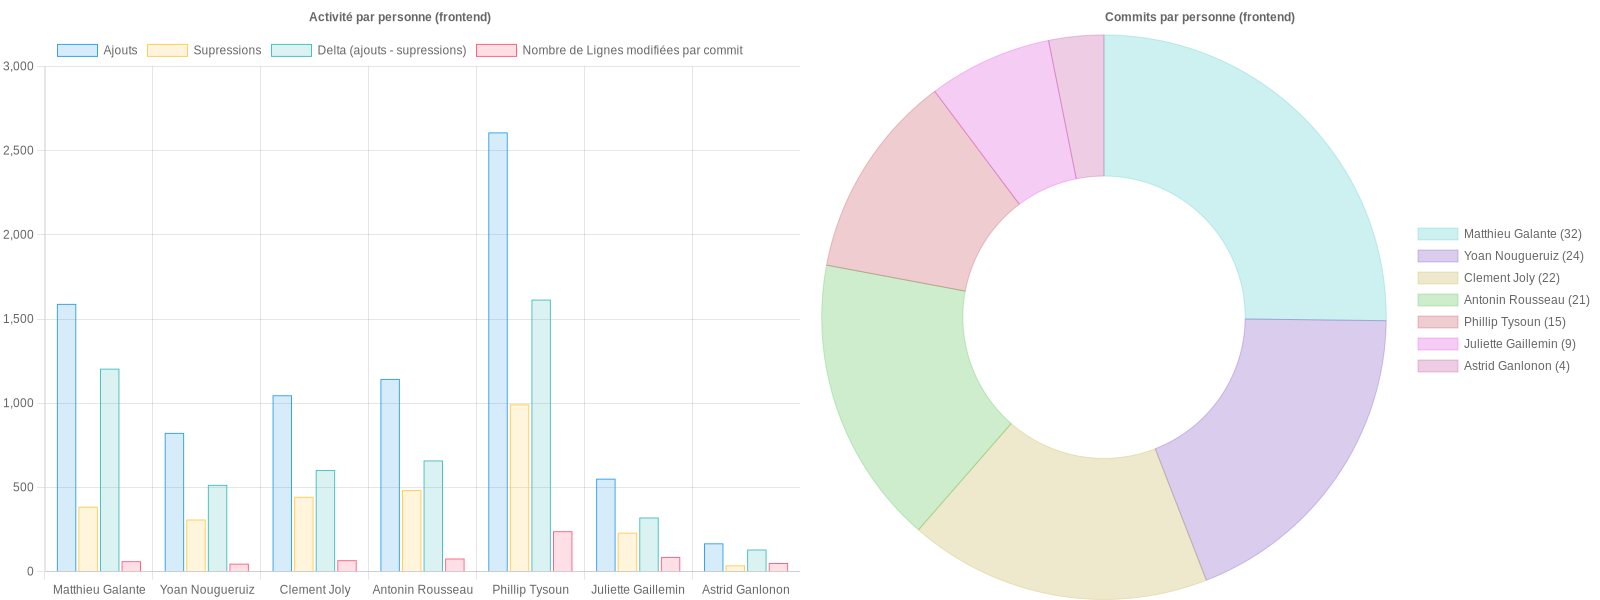 Activité par personne (frontend)
Ajouts
Supressions
Delta (ajouts - supressions)
Nombre de Lignes modifiées par commit
3,000
2,500
2,000
1,500
1,000
500
0
Matthieu Galante
Yoan Nougueruiz
Clement Joly
Antonin Rousseau
Phillip Tysoun
Juliette Gaillemin
Astrid Ganlonon
Commits par personne (frontend)
Matthieu Galante (32)
Yoan Nougueruiz (24)
Clement Joly (22)
Antonin Rousseau (21)
Phillip Tysoun (15)
Juliette Gaillemin (9)
Astrid Ganlonon (4)